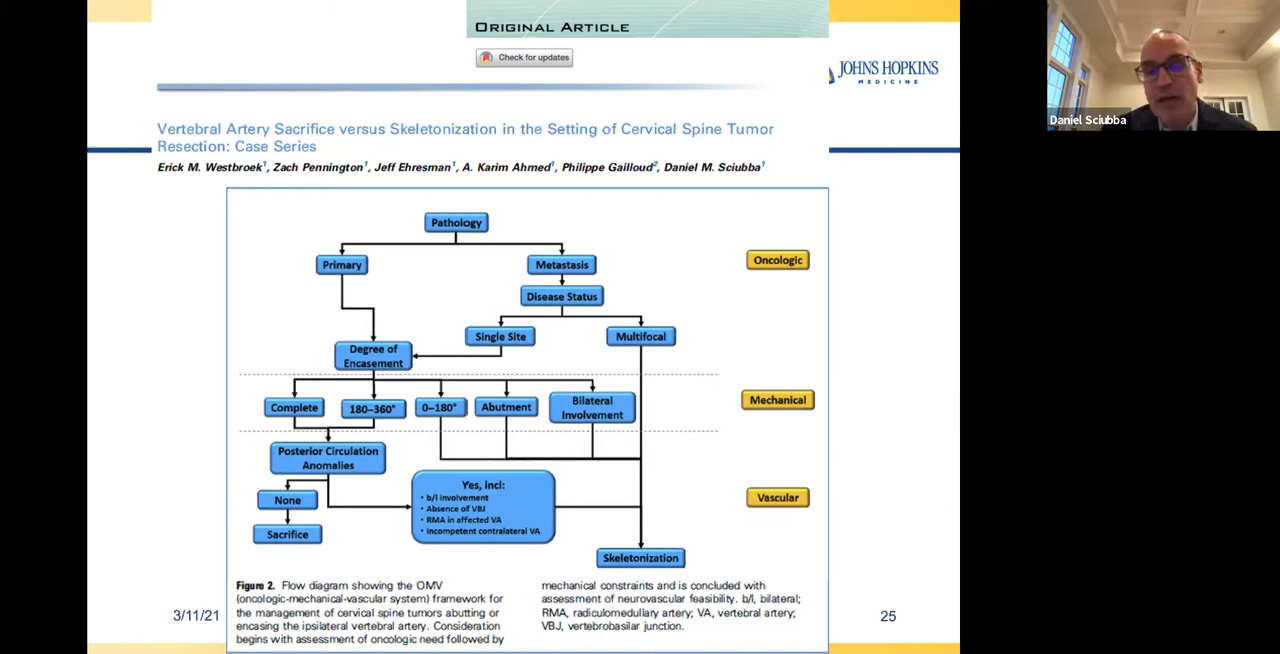 ORIGINAL ARTICLE
Check for updates
JOHNS HOPKINS
MEDICINE
Daniel Sciubba
Vertebral Artery Sacrifice versus Skeletonization in the Setting of Cervical Spine Tumor
Resection: Case Series
Erick M. Westbroek1, Zach Pennington1, Jeff Ehresman1, A. Karim Ahmed1, Philippe Gailloud2, Daniel M. Sciubba1
Pathology
Primary
Metastasis
Oncologic
Disease Status
Single Site
Multifocal
Degree of
Encasement
Complete
180–360°
0–180°
Abutment
Bilateral
Involvement
Mechanical
Posterior Circulation
Anomalies
None
Sacrifice
Yes, incl:
• b/l involvement
• Absence of VBJ
• RMA in affected VA
• Incompetent contralateral VA
Vascular
Skeletonization
Figure 2. Flow diagram showing the OMV
(oncologic-mechanical-vascular system) framework for
the management of cervical spine tumors abutting or
encasing the ipsilateral vertebral artery. Consideration
begins with assessment of oncologic need followed by
mechanical constraints and is concluded with
assessment of neurovascular feasibility. b/l, bilateral;
RMA, radiculomedullary artery; VA, vertebral artery;
VBJ, vertebrobasilar junction.
3/11/21
25